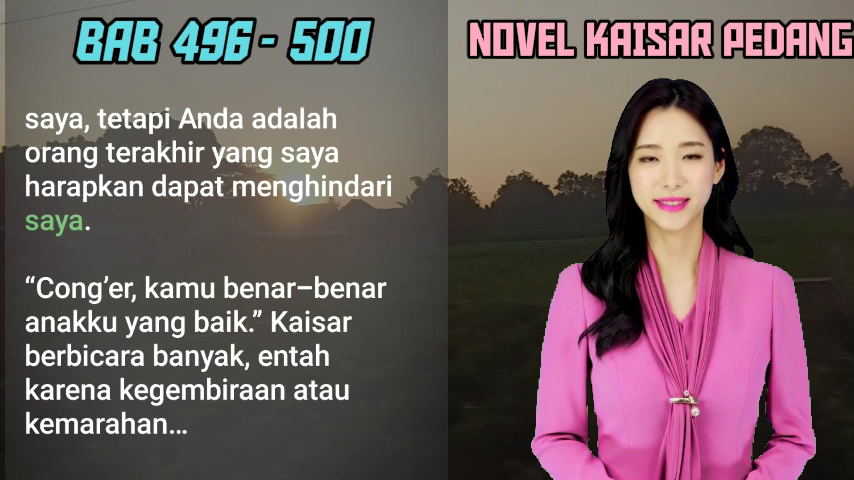 BAB 496 - 500
NOVEL KAISAR PEDANG
saya, tetapi Anda adalah
orang terakhir yang saya
harapkan dapat menghindari
saya.
“Cong’er, kamu benar–benar
anakku yang baik.” Kaisar
berbicara banyak, entah
karena kegembiraan atau
kemarahan...